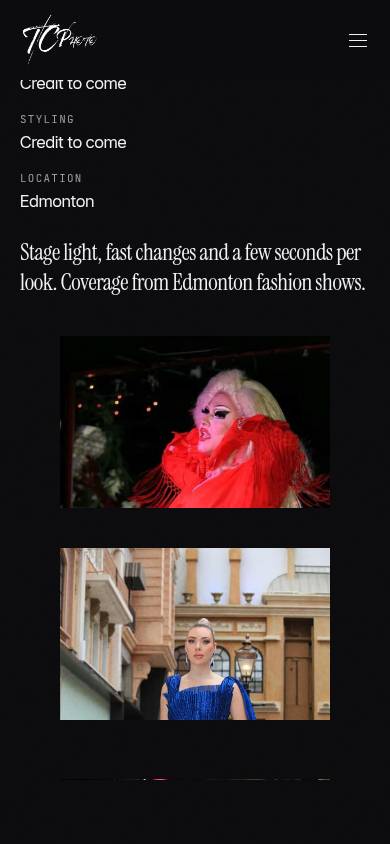 TCPHOTO
Credit to come
STYLING
Credit to come
LOCATION
Edmonton
Stage light, fast changes and a few seconds per
look. Coverage from Edmonton fashion shows.